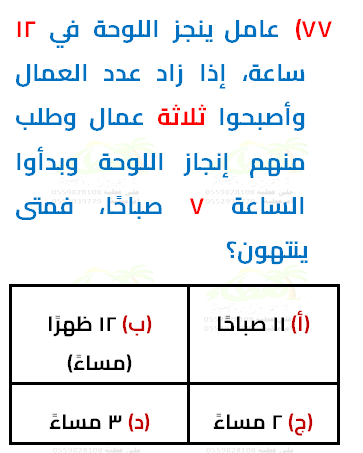 ٧٧) عامل ينجز اللوحة في ١٢
ساعة، إذا زاد عدد العمال
وأصبحوا ثلاثة عمال وطلب
منهم إنجاز اللوحة وبدأوا
الساعة ٧ صباحًا، فمتى
ينتهون؟
(أ) ١١ صباحًا
(ب) ١٢ ظهرًا
(مساءً)
(ج) ٢ مساءً
(د) ٣ مساءً